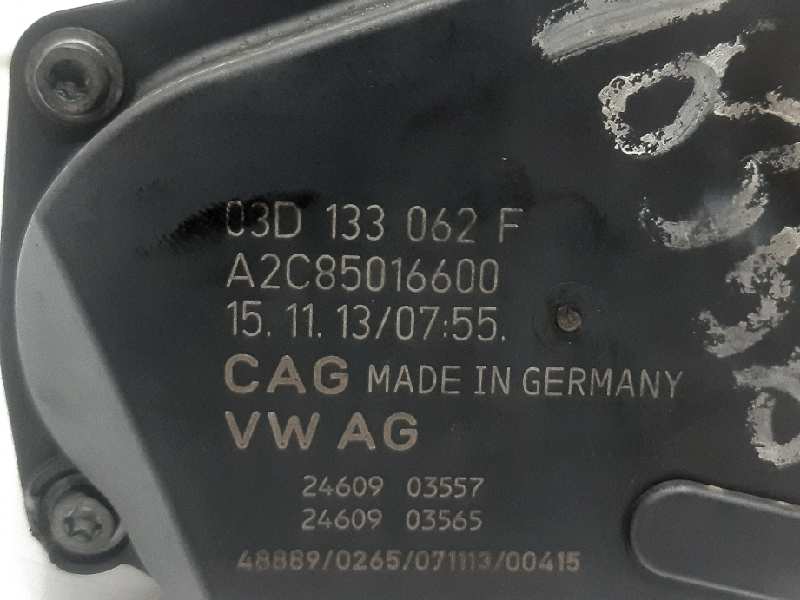 03D 133 062 F
A2C85016600
15. 11. 13/07:55.
CAG MADE IN GERMANY
VW AG
24609 03557
24609 03565
48889/0265/071113/00415